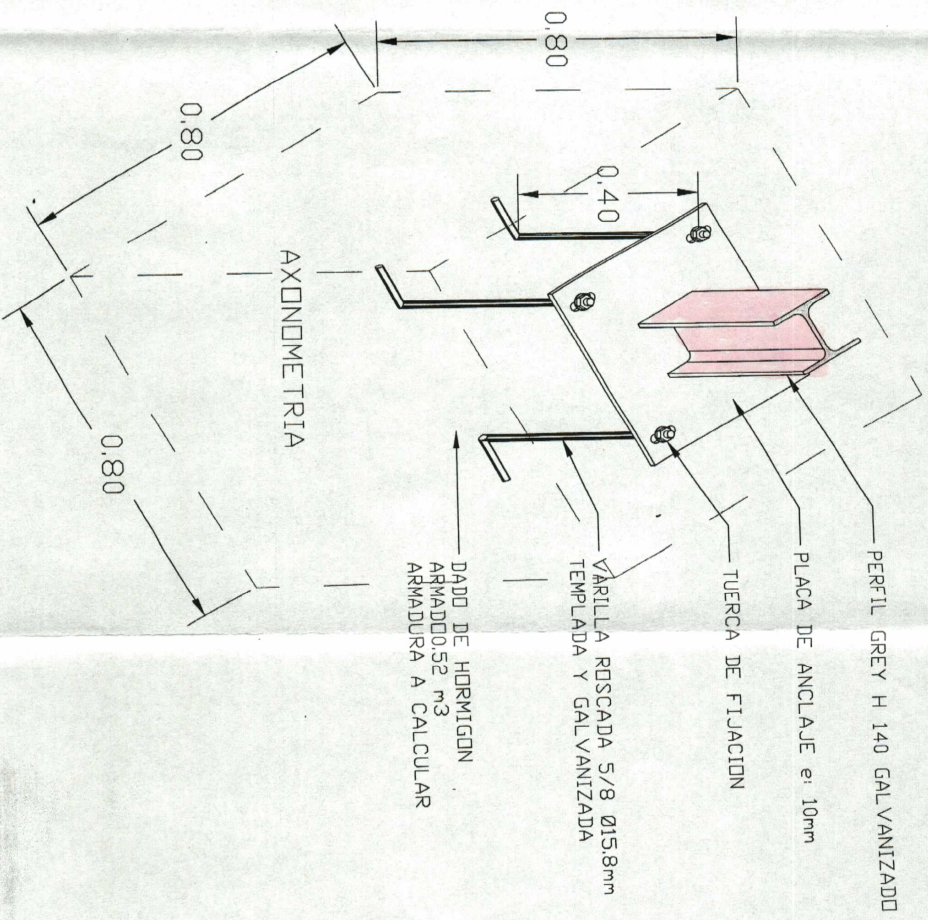 0.80
0.80
0.80
0.40
AXONOMETRIA
PERFIL GREY H 140 GALVANIZADO
PLACA DE ANCLAJE e: 10mm
TUERCA DE FIJACION
VARILLA ROSCADA 5/8 Ø15.8mm
TEMPLADA Y GALVANIZADA
DADO DE HORMIGON
ARMADO0.52 m3
ARMADURA A CALCULAR